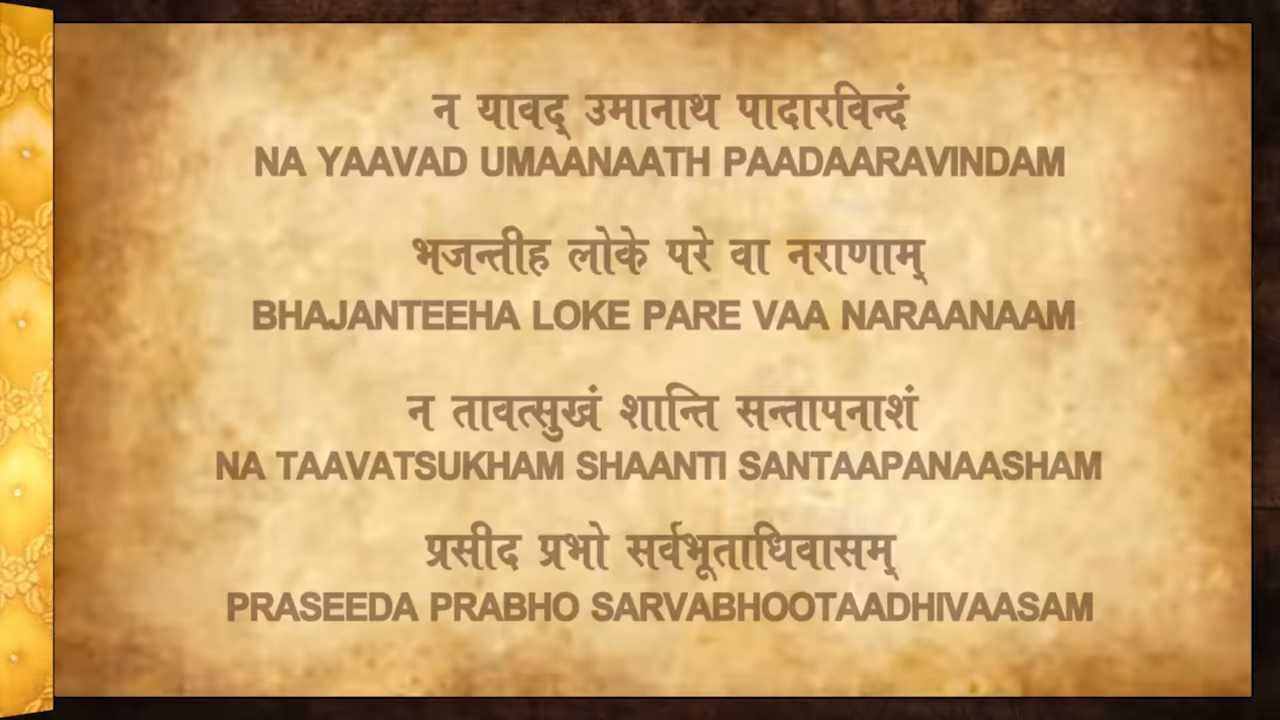 न यावद् उमानाथ पादारविन्दं
NA YAAVAD UMAANAATH PAADAARAVINDAM
भजन्तीह लोके परे वा नराणाम्
BHAJANTEEHA LOKE PARE VAA NARAANAAM
न तावत्सुखं शान्ति सन्तापनाशं
NA TAAVATSUKHAM SHAANTI SANTAAPANAASHAM
प्रसीद प्रभो सर्वभूताधिवासम्
PRASEEDA PRABHO SARVABHOOTAADHIVAASAM